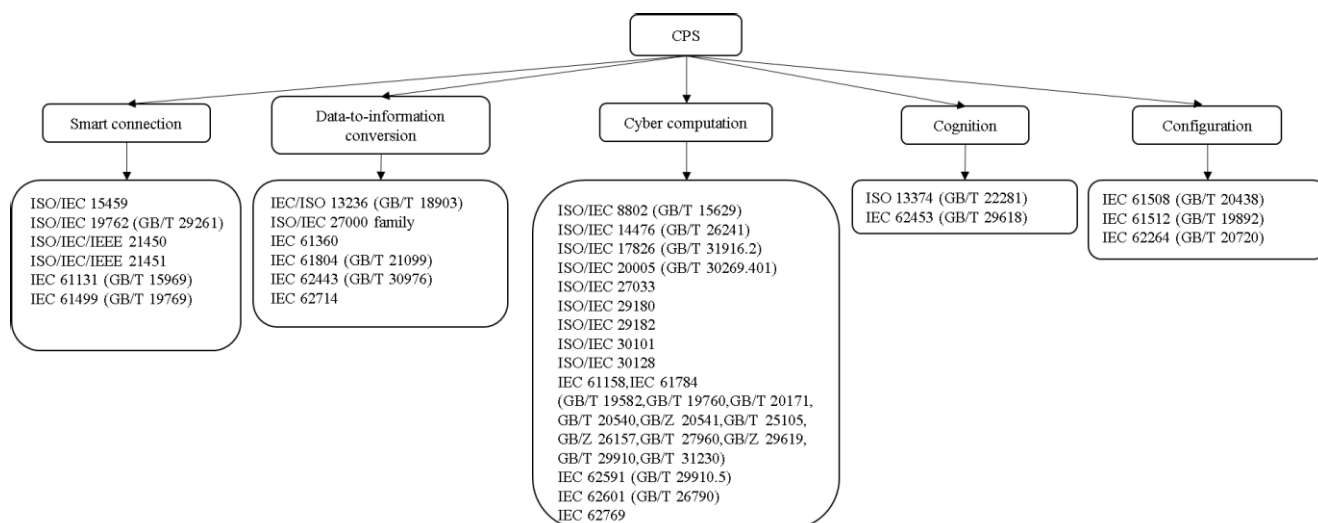 CPS
Smart connection
Data-to-information
conversion
Cyber computation
Cognition
Configuration
ISO/IEC 15459
ISO/IEC 19762 (GB/T 29261)
ISO/IEC/IEEE 21450
ISO/IEC/IEEE 21451
IEC 61131 (GB/T 15969)
IEC 61499 (GB/T 19769)
IEC/ISO 13236 (GB/T 18903)
ISO/IEC 27000 family
IEC 61360
IEC 61804 (GB/T 21099)
IEC 62443 (GB/T 30976)
IEC 62714
ISO/IEC 8802 (GB/T 15629)
ISO/IEC 14476 (GB/T 26241)
ISO/IEC 17826 (GB/T 31916.2)
ISO/IEC 20005 (GB/T 30269.401)
ISO/IEC 27033
ISO/IEC 29180
ISO/IEC 29182
ISO/IEC 30101
ISO/IEC 30128
IEC 61158,IEC 61784
(GB/T 19582,GB/T 19760,GB/T 20171,
GB/T 20540,GB/Z 20541,GB/T 25105,
GB/Z 26157,GB/T 27960,GB/Z 29619,
GB/T 29910,GB/T 31230)
IEC 62591 (GB/T 29910.5)
IEC 62601 (GB/T 26790)
IEC 62769
ISO 13374 (GB/T 22281)
IEC 62453 (GB/T 29618)
IEC 61508 (GB/T 20438)
IEC 61512 (GB/T 19892)
IEC 62264 (GB/T 20720)